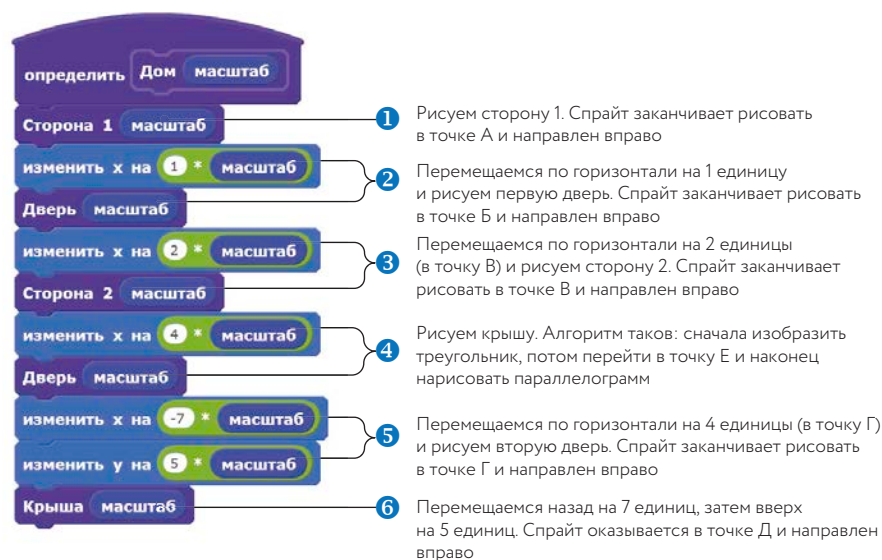 определить Дом масштаб
Сторона 1 масштаб
изменить х на 1 * масштаб
Дверь масштаб
изменить х на 2 * масштаб
Сторона 2 масштаб
изменить х на 4 * масштаб
Дверь масштаб
изменить х на -7 * масштаб
изменить у на 5 * масштаб
Крыша масштаб
1 Рисуем сторону 1. Спрайт заканчивает рисовать
в точке А и направлен вправо
2 Перемещаемся по горизонтали на 1 единицу
и рисуем первую дверь. Спрайт заканчивает рисовать
в точке Б и направлен вправо
3 Перемещаемся по горизонтали на 2 единицы
(в точку В) и рисуем сторону 2. Спрайт заканчивает
рисовать в точке В и направлен вправо
4 Рисуем крышу. Алгоритм таков: сначала изобразить
треугольник, потом перейти в точку Е и наконец
нарисовать параллелограмм
5 Перемещаемся по горизонтали на 4 единицы (в точку Г)
и рисуем вторую дверь. Спрайт заканчивает рисовать
в точке Г и направлен вправо
6 Перемещаемся назад на 7 единиц, затем вверх
на 5 единиц. Спрайт оказывается в точке Д и направлен
вправо